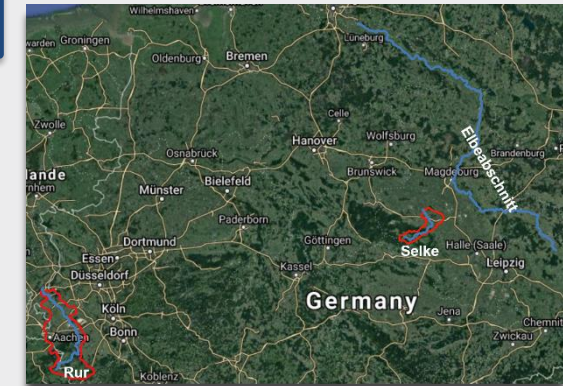 Wilhelmshaven
Groningen
Lüneburg
Oldenburg
Bremen
Celle
Zwolle
Hanover
Wolfsburg
Osnabrück
Brandenburg
Elbeabschnitt
Bielefeld
Brunswick
Magdeburg
Münster
Paderborn
Dortmund
Göttingen
Selke
Halle (Saale)
Essen
Leipzig
Kassel
Düsseldorf
Germany
Köln
Jena
Chemnit
Aachen
Bonn
Zwickau
Rur
Koblenz